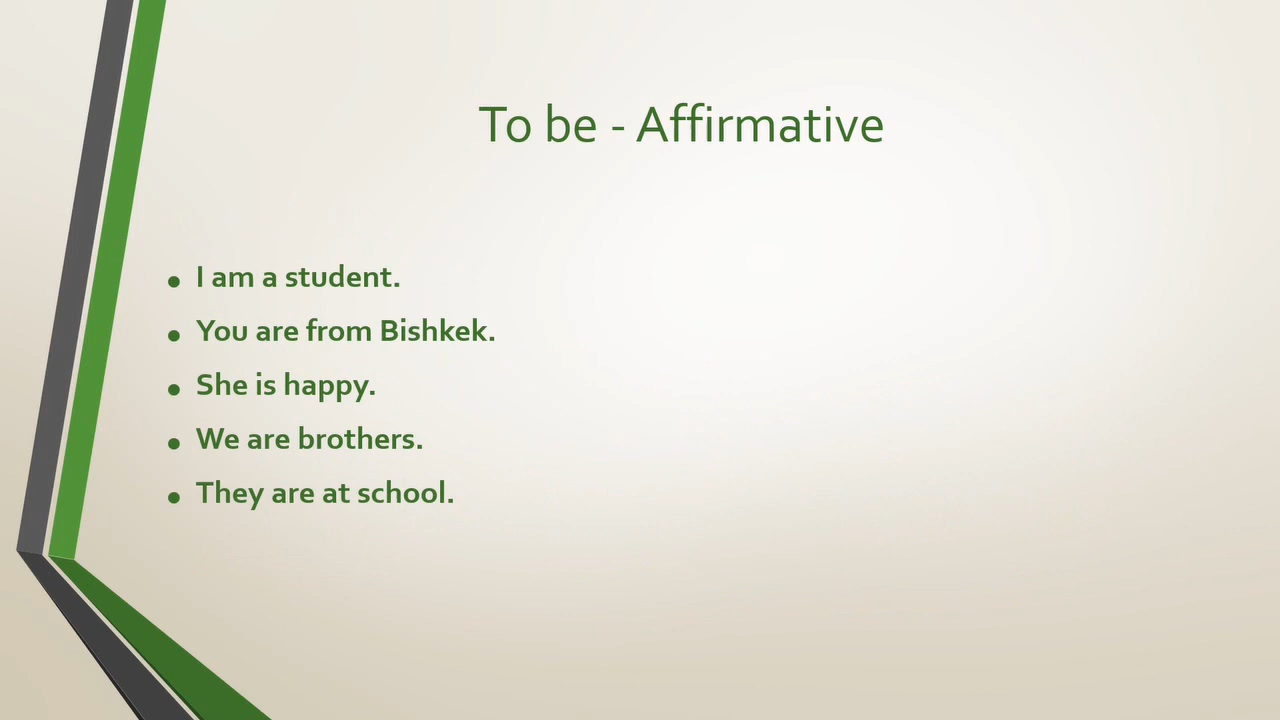 To be - Affirmative
• I am a student.
• You are from Bishkek.
• She is happy.
• We are brothers.
• They are at school.